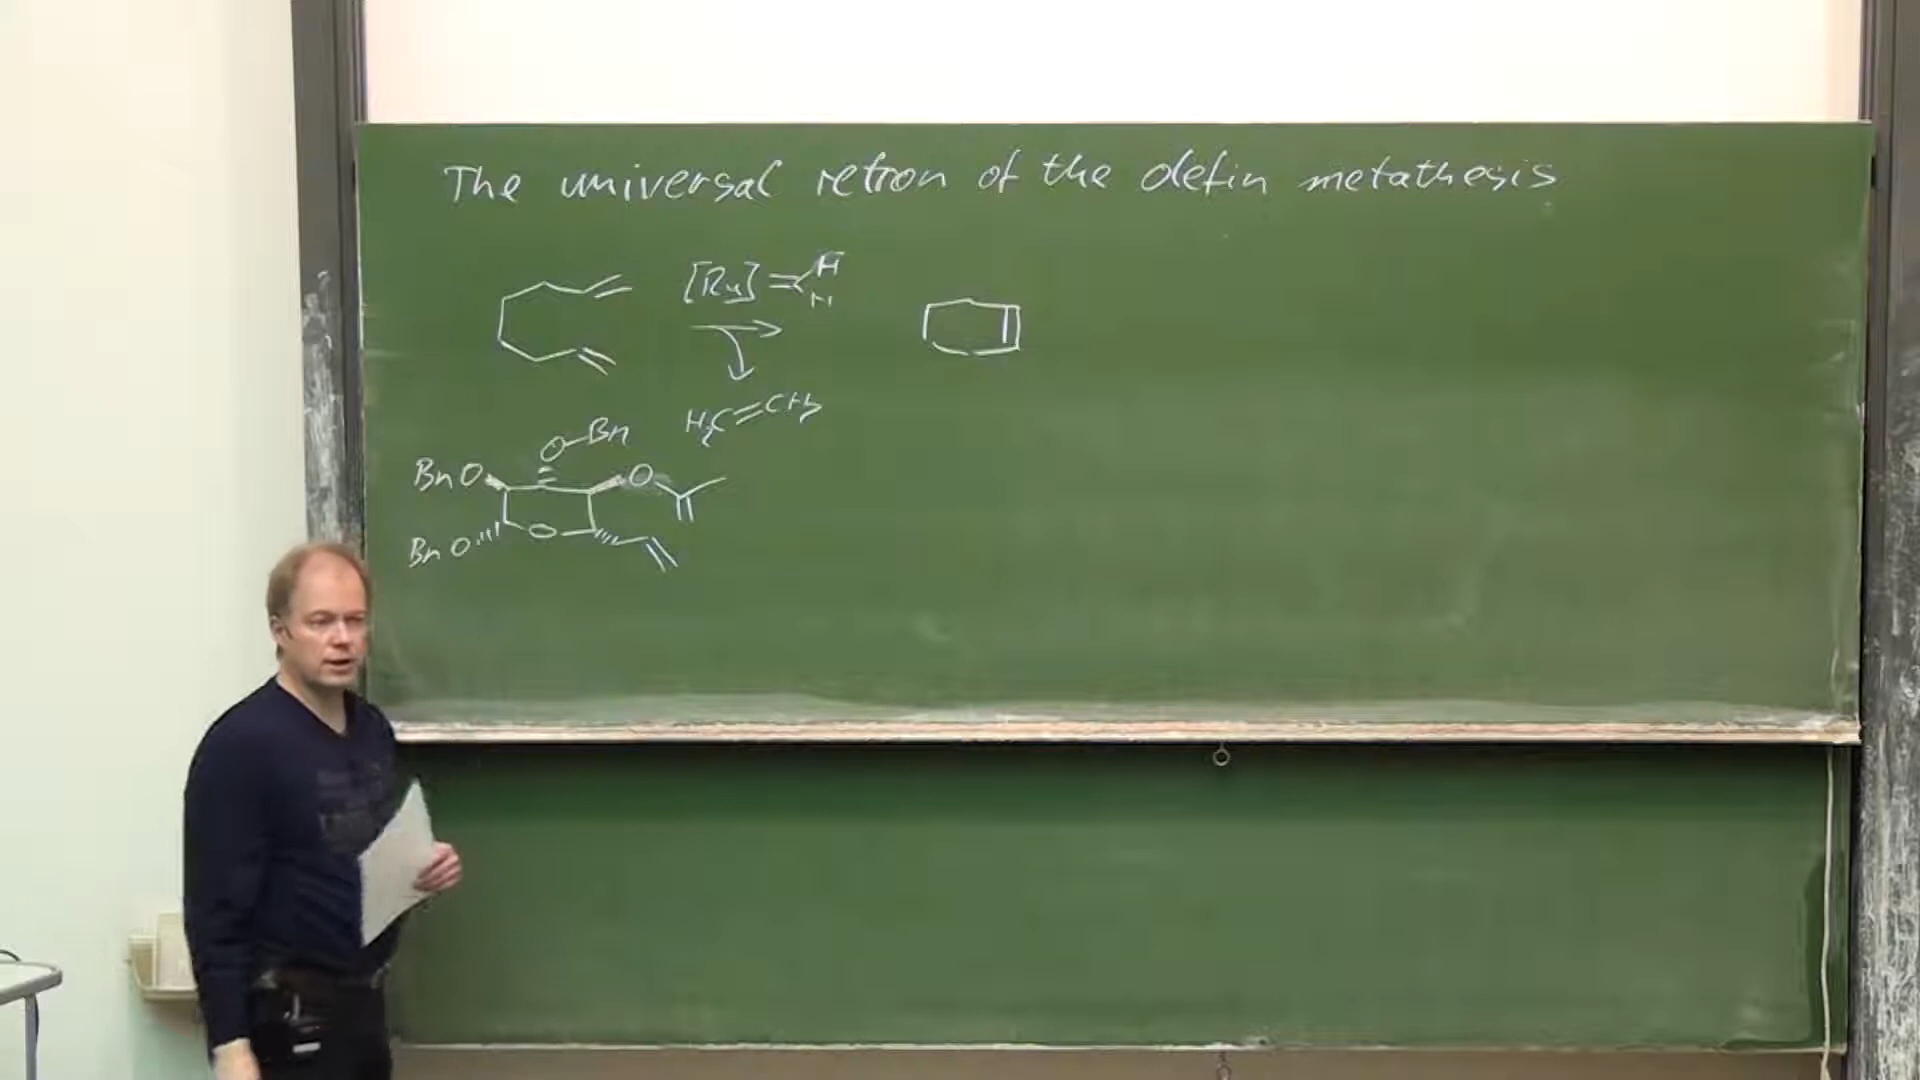 The universal retron of the olefin metathesis
[Ru] H
H
H2C CH2
O Bn
BnO O
BnO O